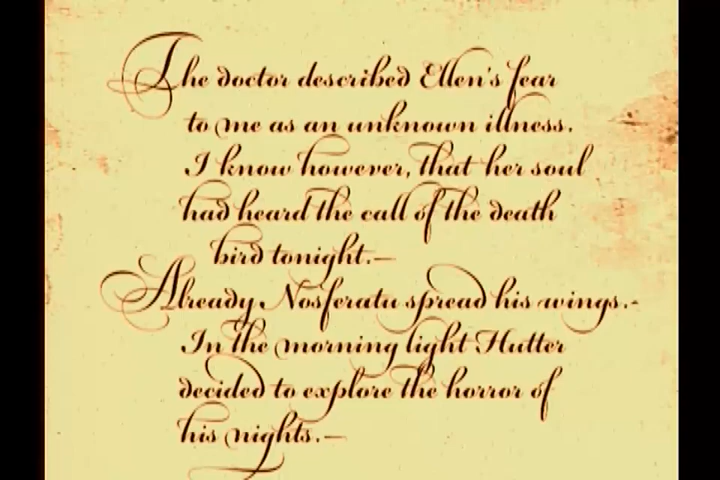 The doctor described Ellen's fear
to me as an unknown illness.
I know however, that her soul
had heard the call of the death
bird tonight.—
Already Nosferatu spread his wings.-
In the morning light Hutter
decided to explore the horror of
his nights.—